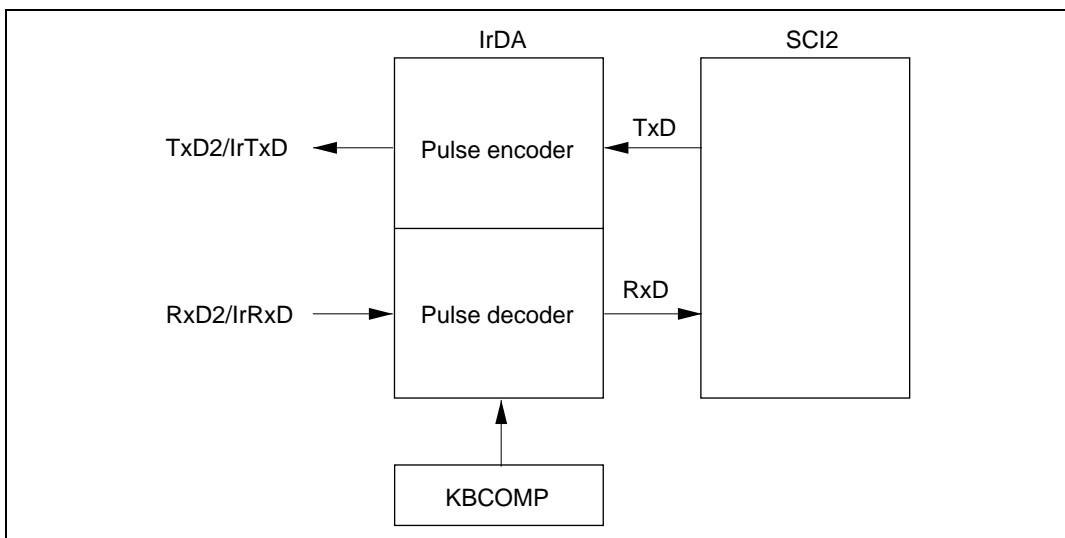 IrDA
SCI2
TxD2/IrTxD
Pulse encoder
TxD
RxD2/IrRxD
Pulse decoder
RxD
KBCOMP